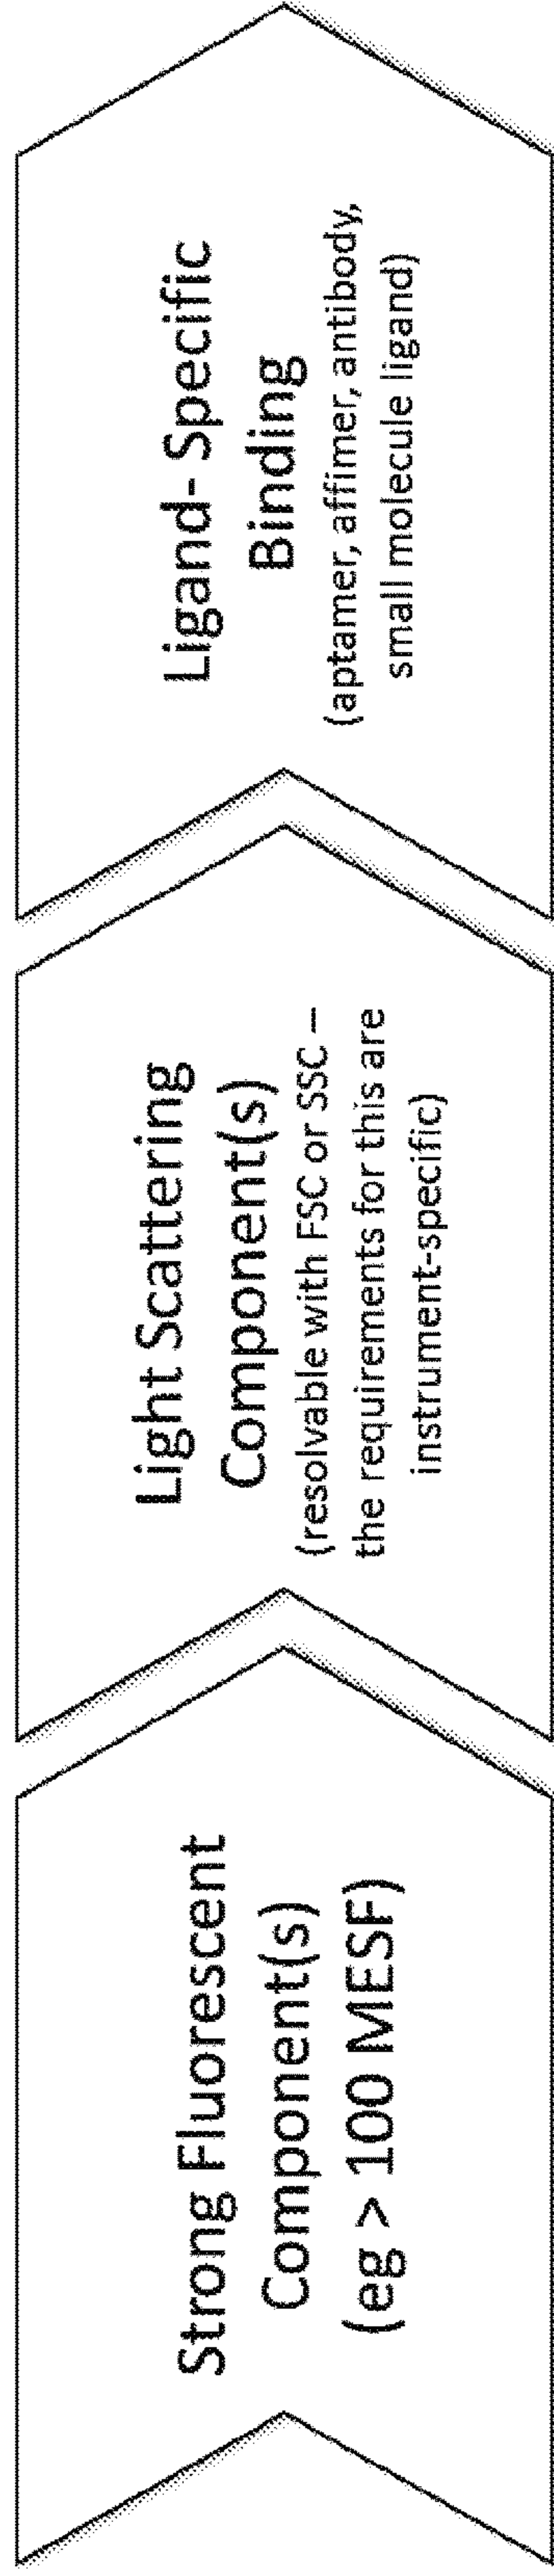 Strong Fluorescent
Component(s)
(eg > 100 MESF)
Light Scattering
Component(s)
(resolvable with FSC or SSC –
the requirements for this are
instrument-specific)
Ligand- Specific
Binding
(aptamer, affimer, antibody,
small molecule ligand)